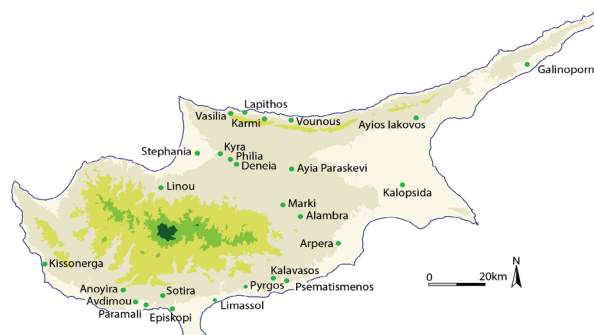 Galinoporn
Lapithos
Vasilia
Karmi
Vounous
Ayios Iakovos
Stephania
Kyra
Philia
Deneia
Ayia Paraskevi
Linou
Kalopsida
Marki
Alambra
Arpera
Kissonerga
Kalavasos
Psematismenos
Pyrgos
Anoyira
Sotira
Aydimou
Paramali
Episkopi
Limassol
N
0 20km